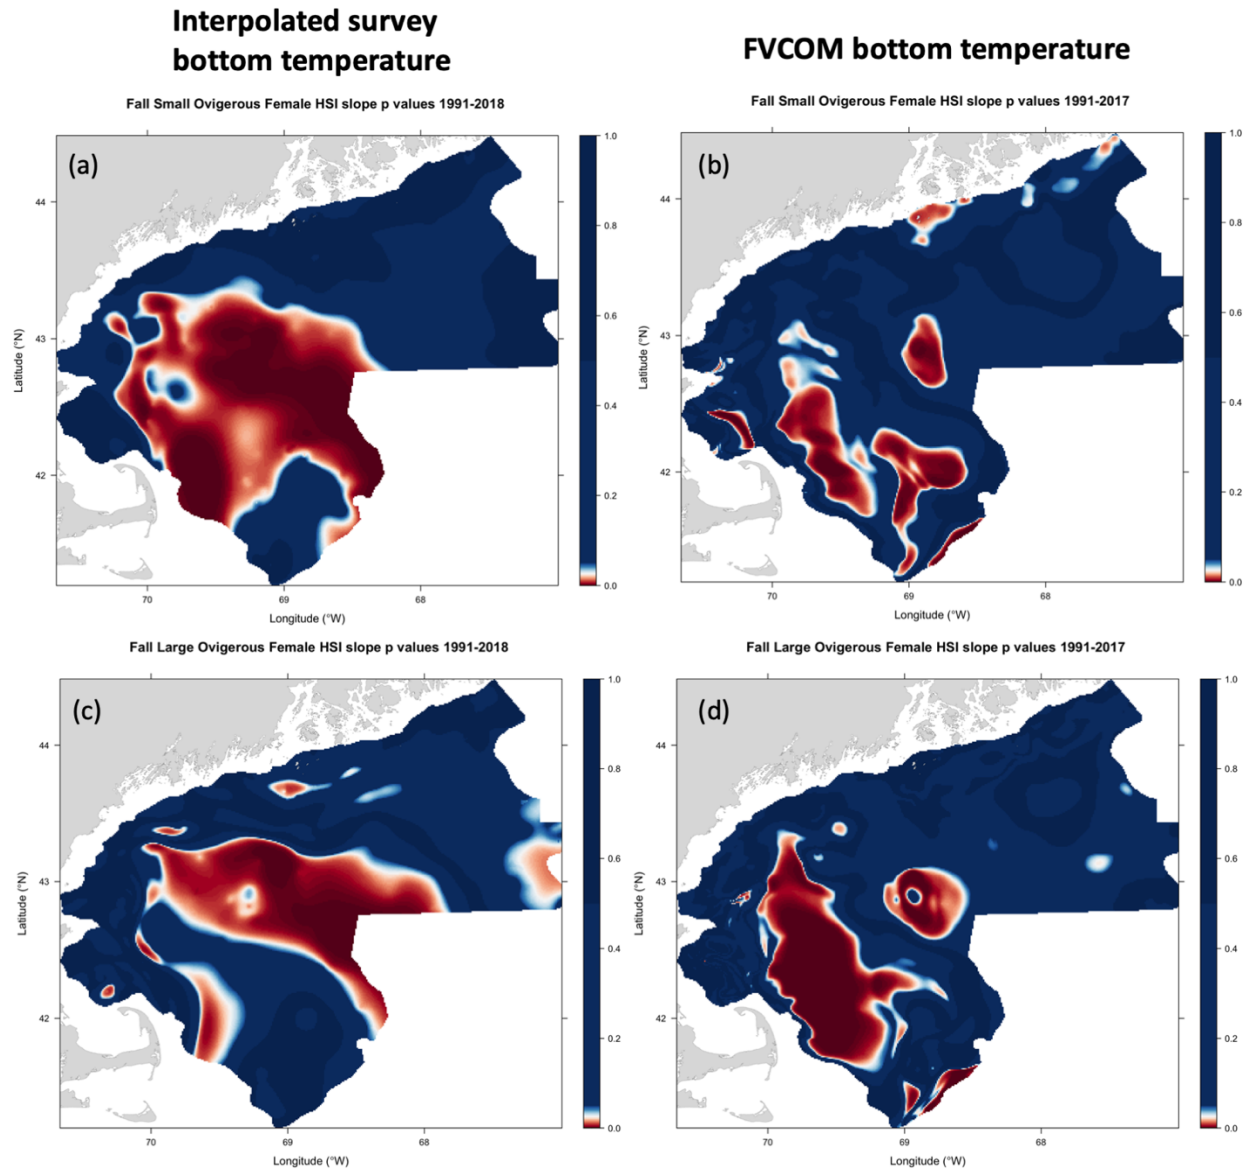 Interpolated survey
bottom temperature
FVCOM bottom temperature
Fall Small Ovigerous Female HSI slope p values 1991-2018
(a)
44
43
42
70
69
68
Latitude (°N)
Longitude (°W)
1.0
0.8
0.6
0.4
0.2
0.0
Fall Small Ovigerous Female HSI slope p values 1991-2017
(b)
44
43
42
70
69
68
Latitude (°N)
Longitude (°W)
1.0
0.8
0.6
0.4
0.2
0.0
Fall Large Ovigerous Female HSI slope p values 1991-2018
(c)
44
43
42
70
69
68
Latitude (°N)
Longitude (°W)
1.0
0.8
0.6
0.4
0.2
0.0
Fall Large Ovigerous Female HSI slope p values 1991-2017
(d)
44
43
42
70
69
68
Latitude (°N)
Longitude (°W)
1.0
0.8
0.6
0.4
0.2
0.0